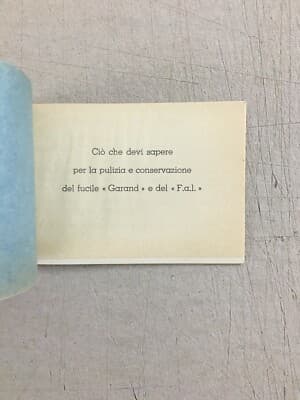 Ciò che devi sapere
per la pulizia e conservazione
del fucile « Garand » e del « F.a.l. »